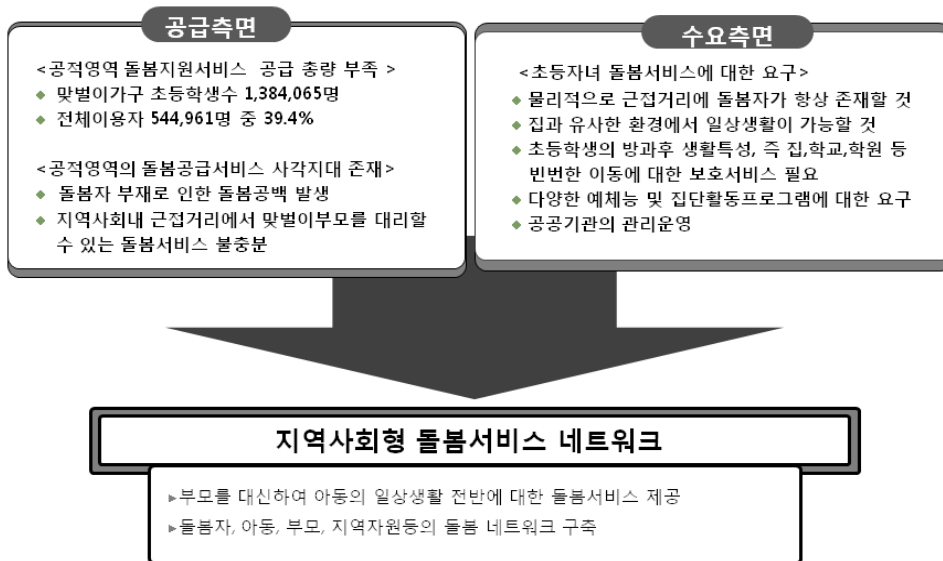 공급측면
<공적영역 돌봄지원서비스 공급 총량 부족 >
◆ 맞벌이가구 초등학생수 1,384,065명
◆ 전체이용자 544,961명 중 39.4%
<공적영역의 돌봄공급서비스 사각지대 존재>
◆ 돌봄자 부재로 인한 돌봄공백 발생
◆ 지역사회내 근접거리에서 맞벌이부모를 대리할
수 있는 돌봄서비스 불충분
수요측면
<초등자녀 돌봄서비스에 대한 요구>
◆ 물리적으로 근접거리에 돌봄자가 항상 존재할 것
◆ 집과 유사한 환경에서 일상생활이 가능할 것
◆ 초등학생의 방과후 생활특성, 즉 집,학교,학원 등
빈번한 이동에 대한 보호서비스 필요
◆ 다양한 예체능 및 집단활동프로그램에 대한 요구
◆ 공공기관의 관리운영
지역사회형 돌봄서비스 네트워크
▶부모를 대신하여 아동의 일상생활 전반에 대한 돌봄서비스 제공
▶돌봄자, 아동, 부모, 지역자원등의 돌봄 네트워크 구축